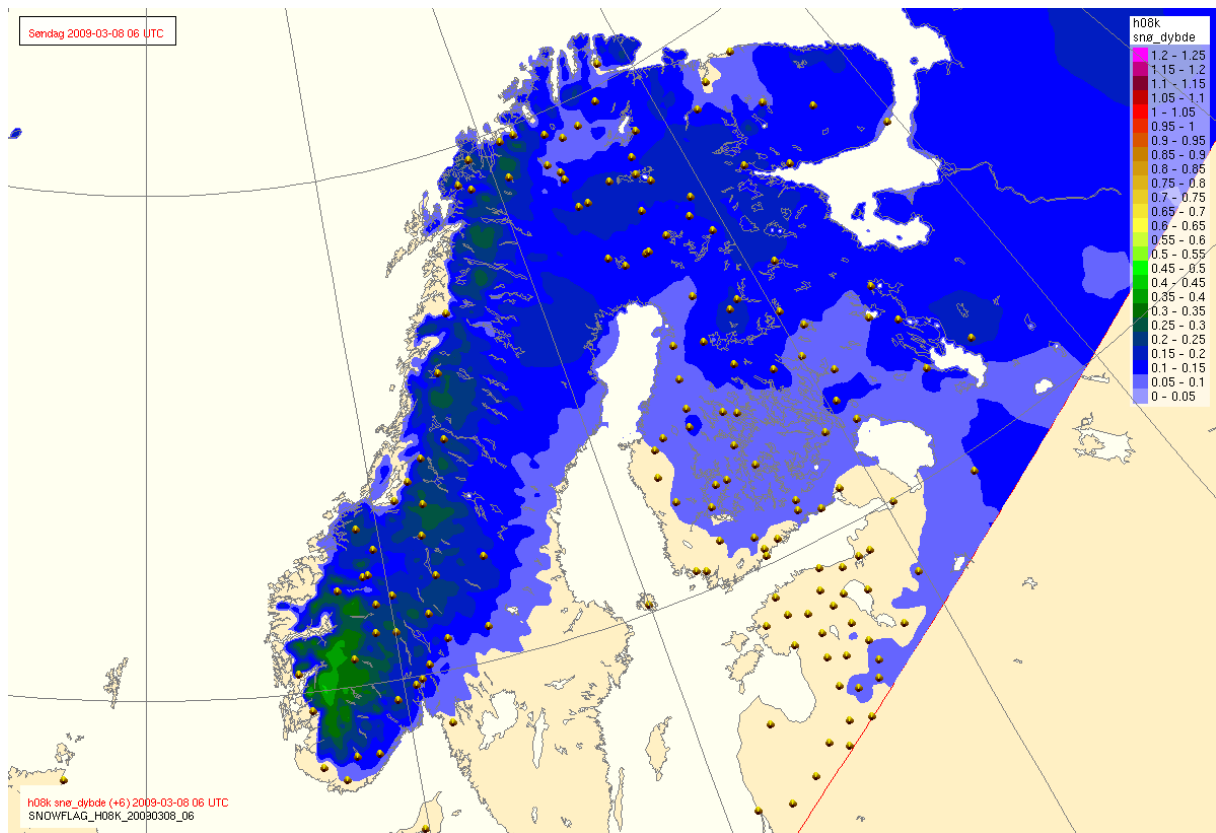 Søndag 2009-03-08 06 UTC
h08k
snø_dybde
1.2 - 1.25
1.15 - 1.2
1.1 - 1.15
1.05 - 1.1
1 - 1.05
0.95 - 1
0.9 - 0.95
0.85 - 0.9
0.8 - 0.85
0.75 - 0.8
0.7 - 0.75
0.65 - 0.7
0.6 - 0.65
0.55 - 0.6
0.5 - 0.55
0.45 - 0.5
0.4 - 0.45
0.35 - 0.4
0.3 - 0.35
0.25 - 0.3
0.2 - 0.25
0.15 - 0.2
0.1 - 0.15
0.05 - 0.1
0 - 0.05
h08k snø_dybde (+6) 2009-03-08 06 UTC
SNOWFLAG_H08K_20090308_06